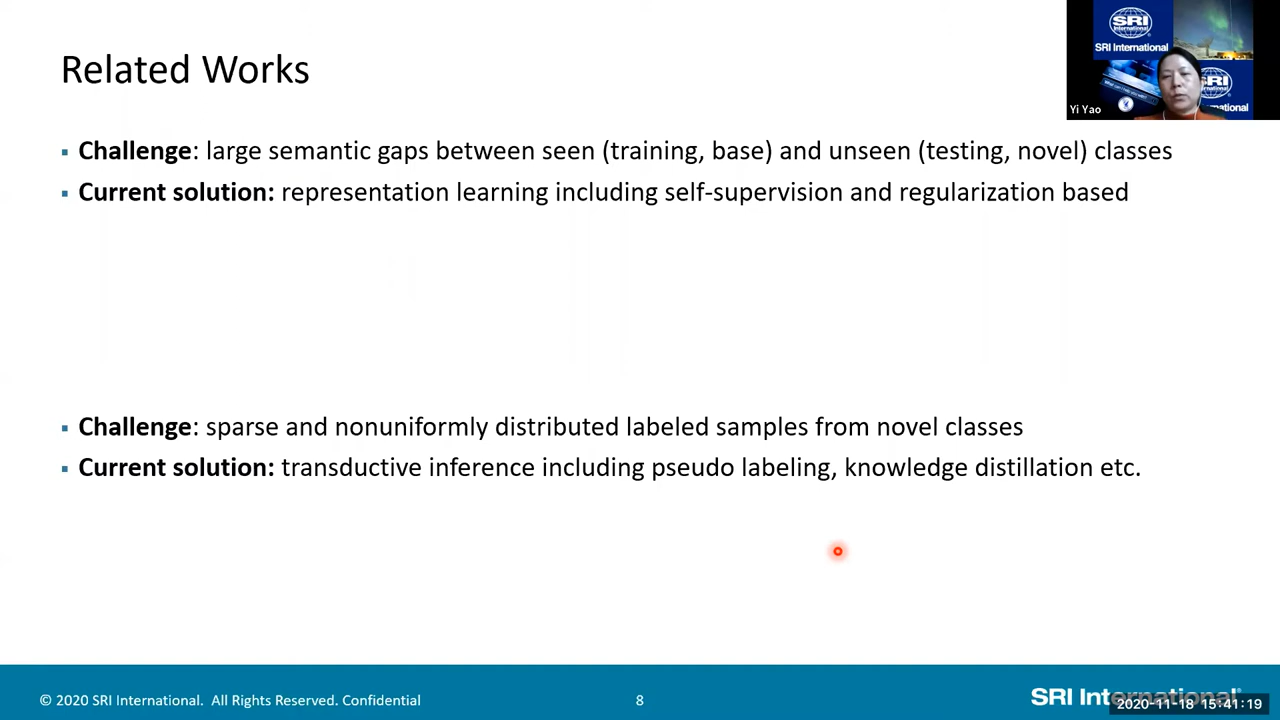 Related Works
SRI
International
SRI International
SRI
Yi Yao
▪ Challenge: large semantic gaps between seen (training, base) and unseen (testing, novel) classes
▪ Current solution: representation learning including self-supervision and regularization based
▪ Challenge: sparse and nonuniformly distributed labeled samples from novel classes
▪ Current solution: transductive inference including pseudo labeling, knowledge distillation etc.
© 2020 SRI International. All Rights Reserved. Confidential
8
SRI International®
2020-11-18 15:41:19